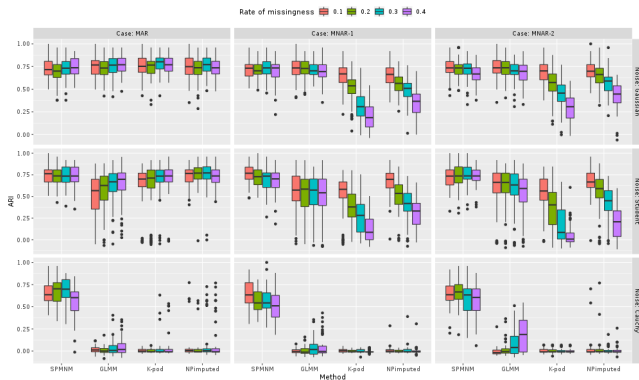 Rate of missingness 0.1 0.2 0.3 0.4
Case: MAR Case: MNAR-1 Case: MNAR-2
1.00
0.75
0.50
0.25
0.00
Noise: Gaussian
1.00
0.75
0.50
0.25
0.00
Noise: Student
1.00
0.75
0.50
0.25
0.00
Noise: Cauchy
ARI
SPMNM GLMM K-pod NPimputed SPMNM GLMM K-pod NPimputed SPMNM GLMM K-pod NPimputed
Method